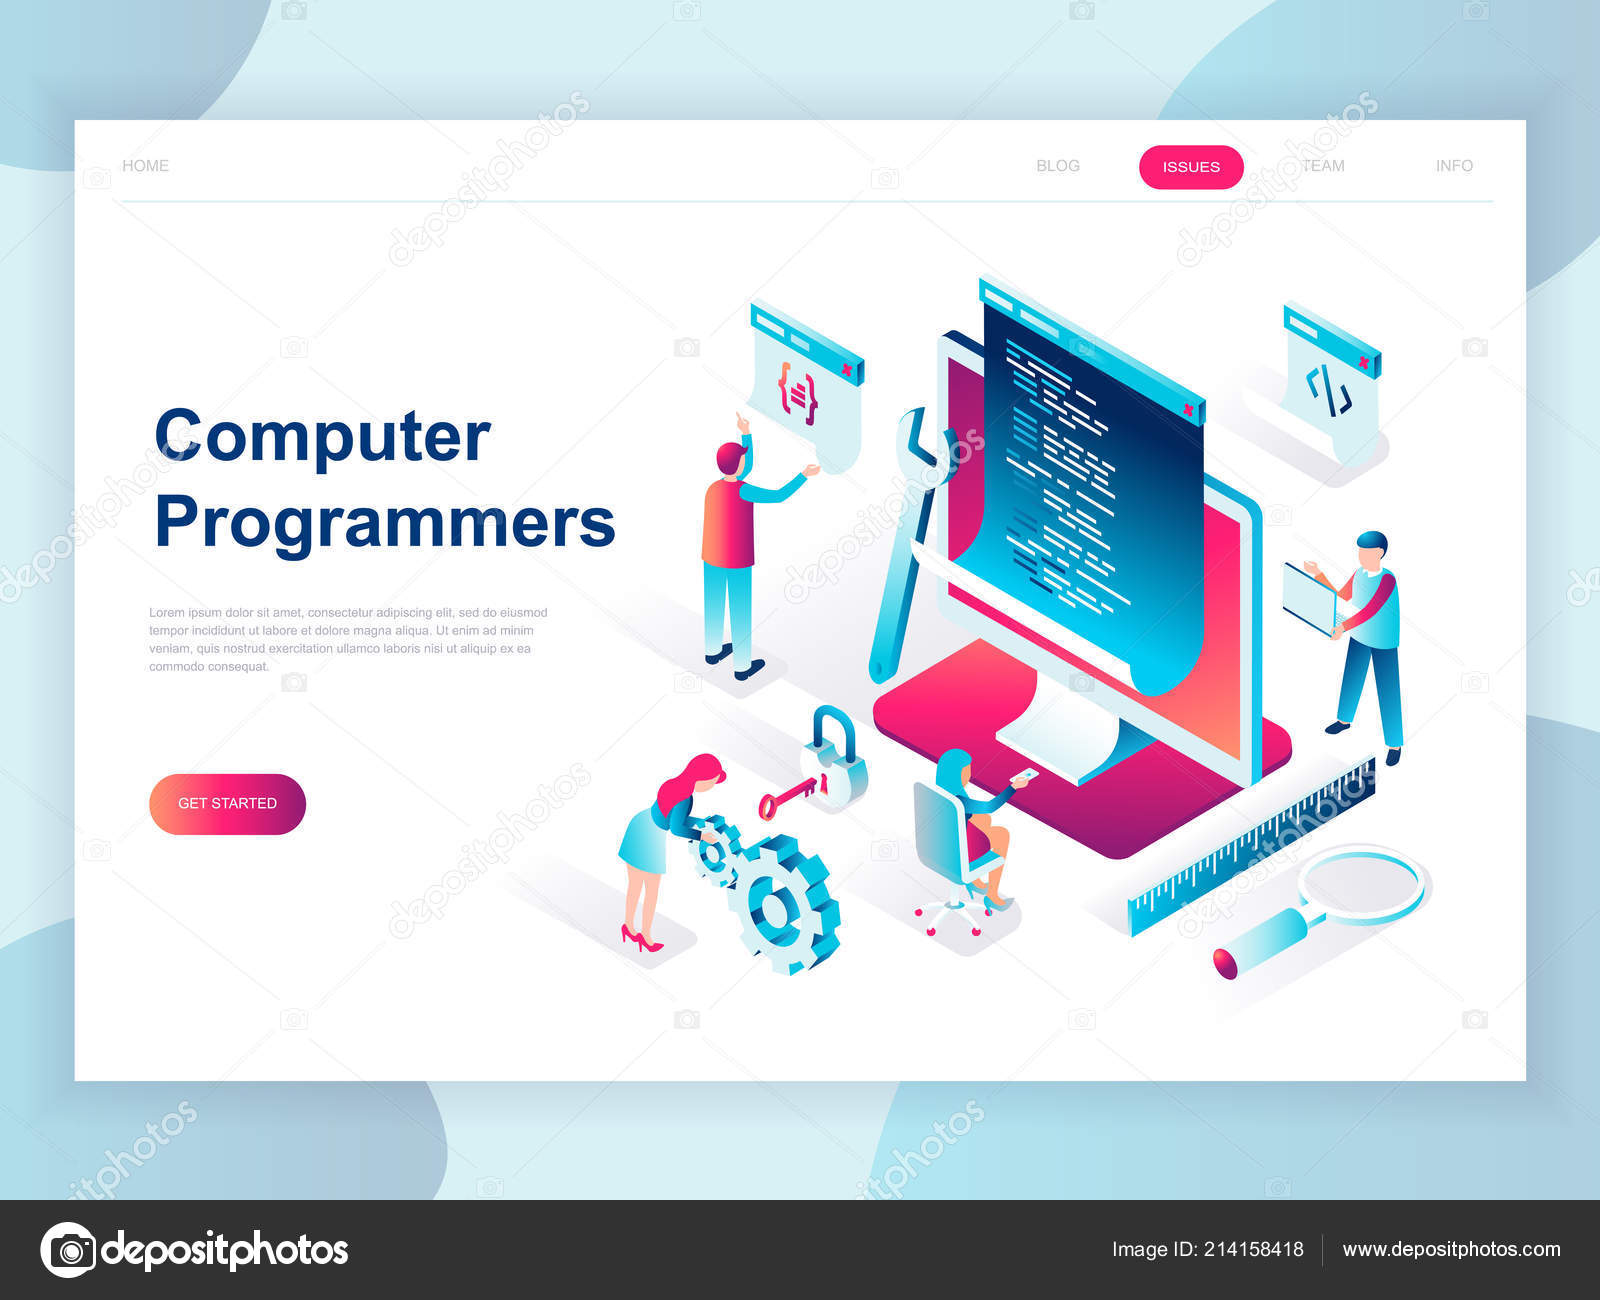 HOME
BLOG
ISSUES
TEAM
INFO
Computer
Programmers
Lorem ipsum dolor sit amet, consectetur adipiscing elit, sed do eiusmod
tempor incididunt ut labore et dolore magna aliqua. Ut enim ad minim
veniam, quis nostrud exercitation ullamco laboris nisi ut aliquip ex ea
commodo consequat.
GET STARTED
depositphotos
Image ID: 214158418
www.depositphotos.com